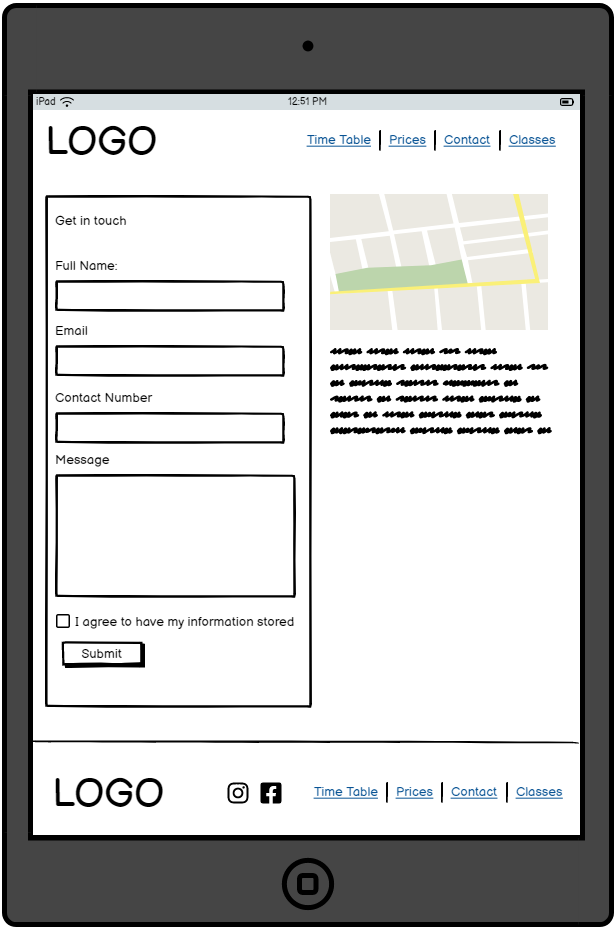 iPad 12:51 PM
LOGO
Time Table Prices Contact Classes
Get in touch
Full Name:
Email
Contact Number
Message
I agree to have my information stored
Submit
LOGO
Time Table Prices Contact Classes